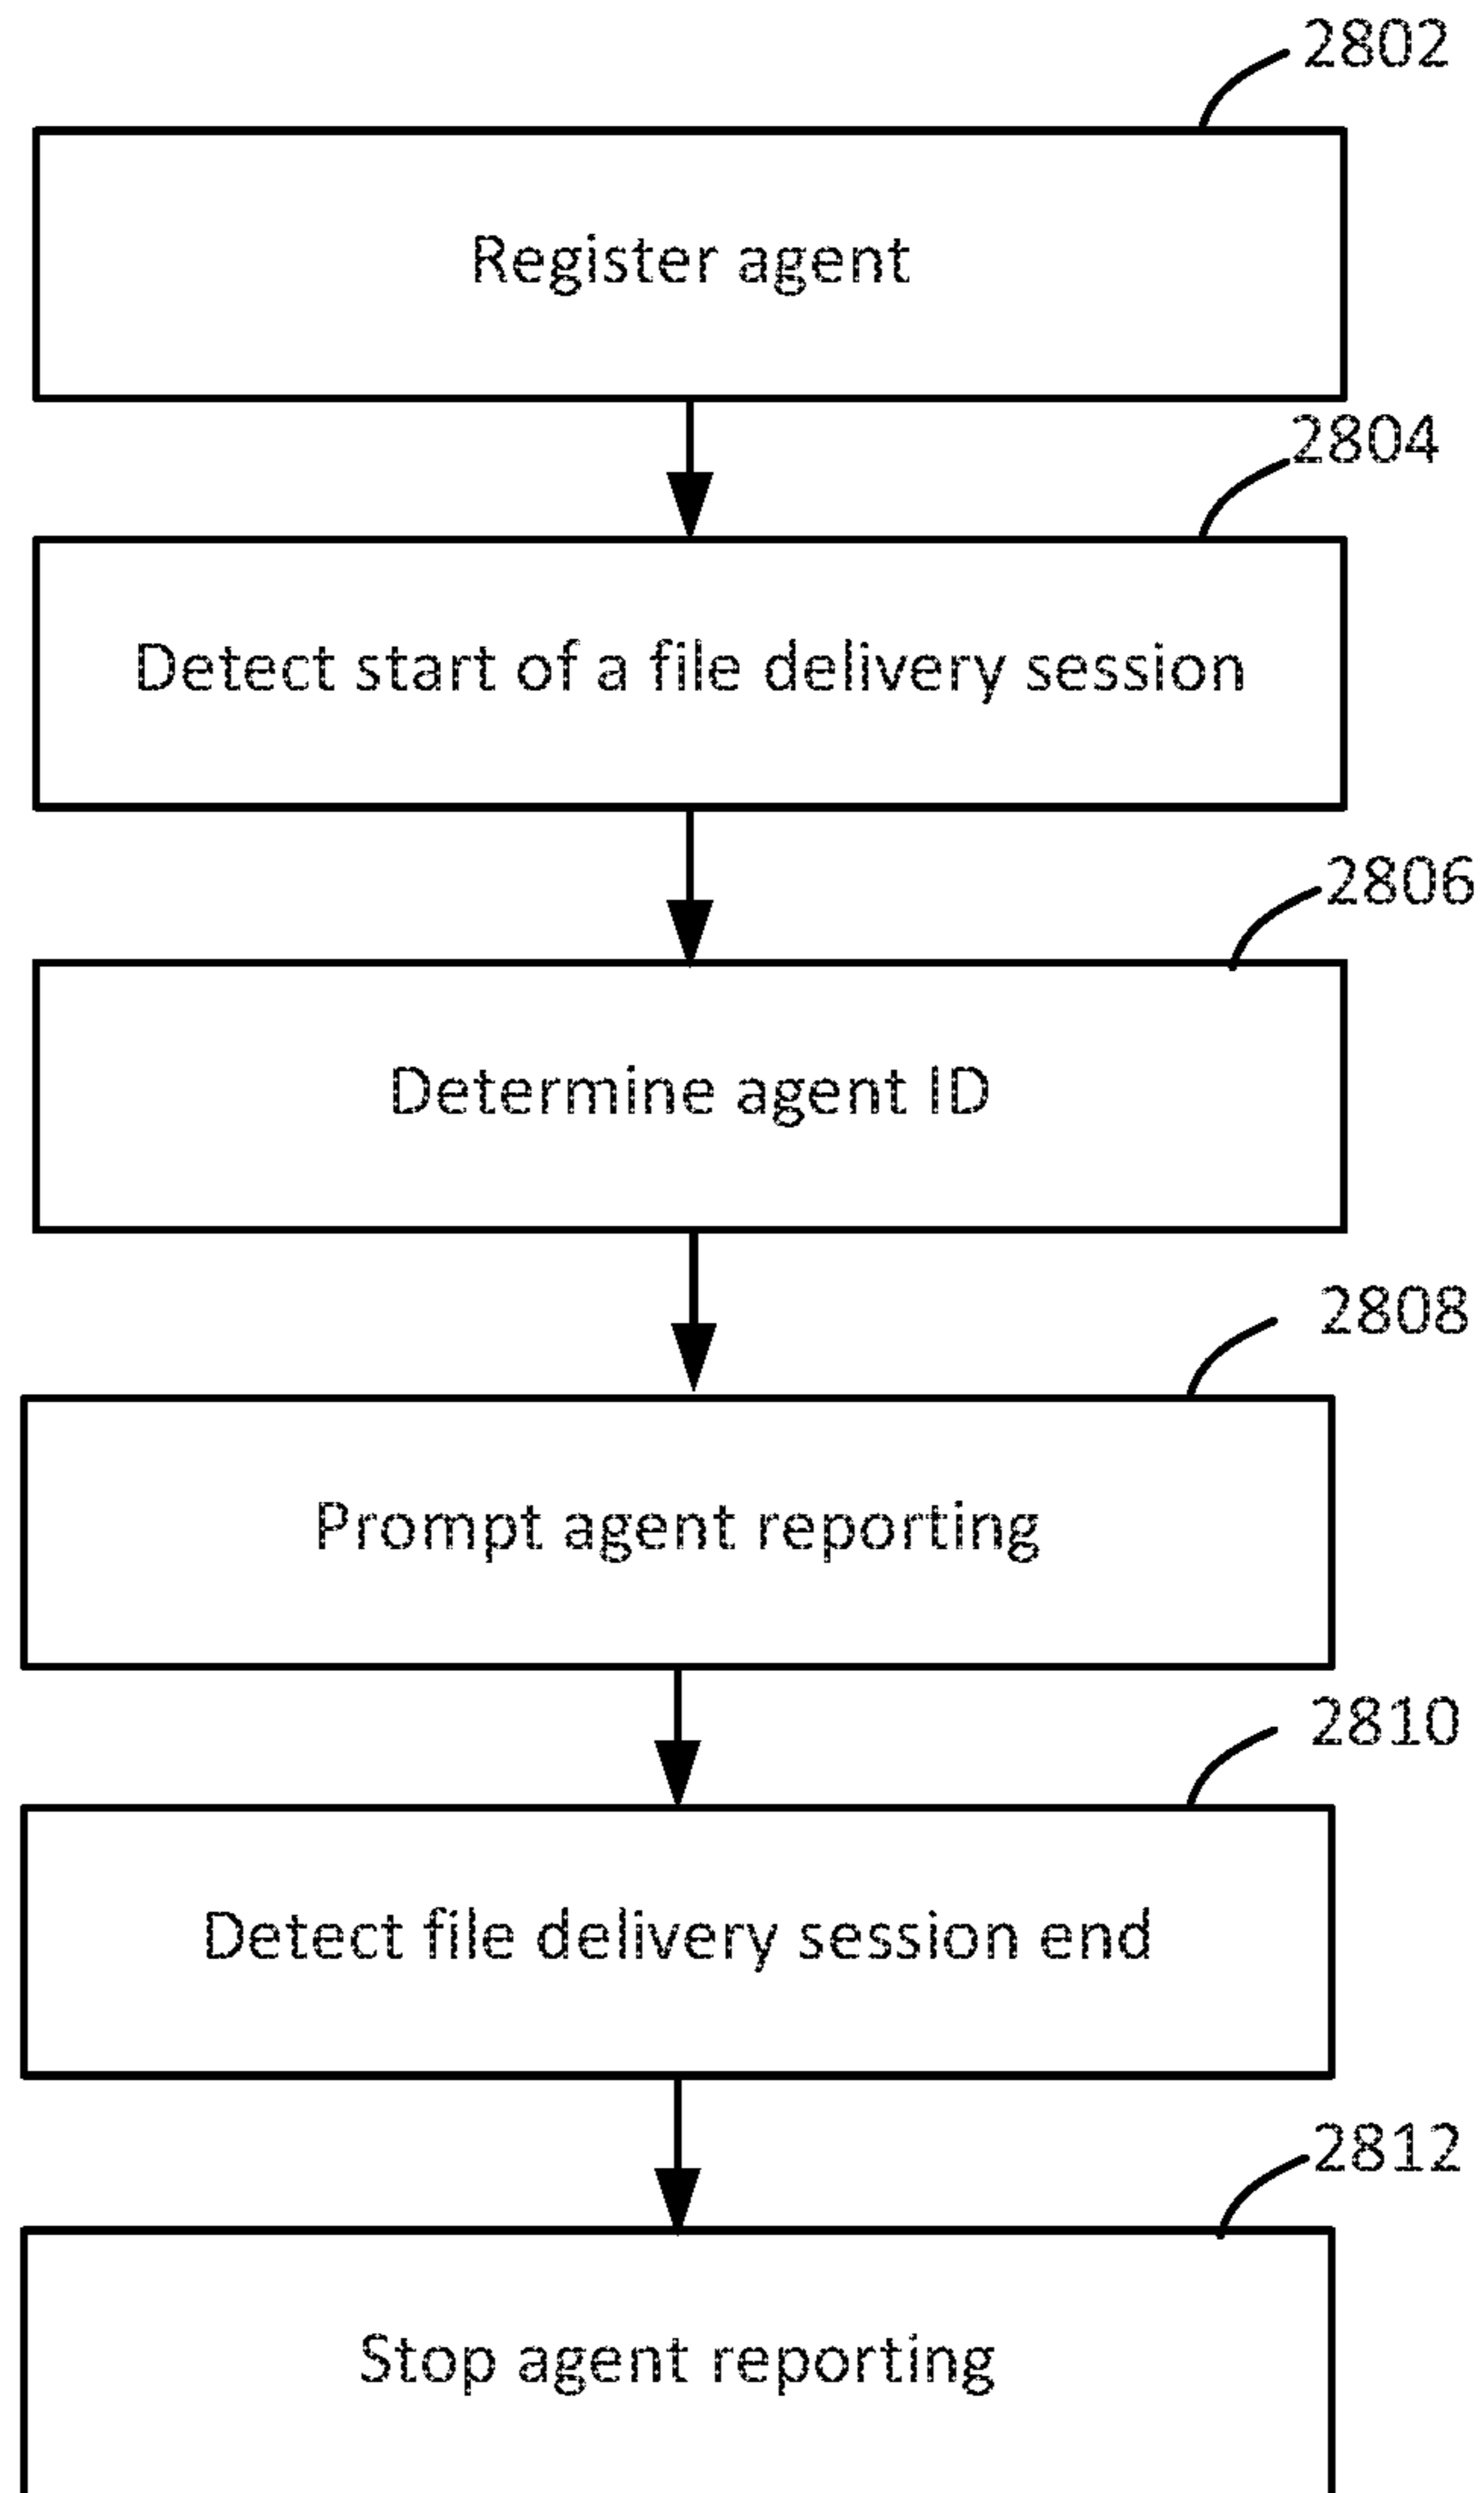 2802
Register agent
2804
Detect start of a file delivery session
2806
Determine agent ID
2808
Prompt agent reporting
2810
Detect file delivery session end
2812
Stop agent reporting